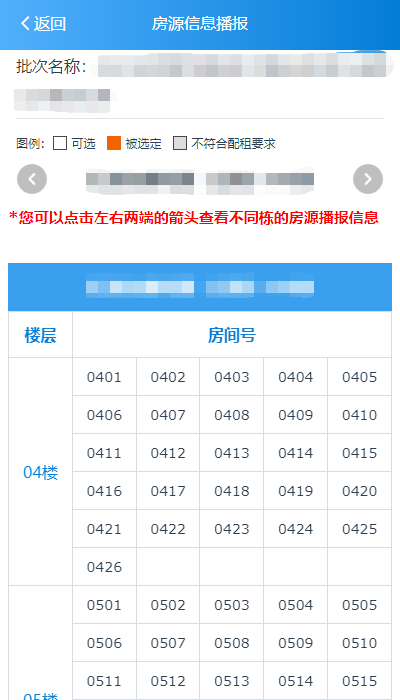 返回 房源信息播报
批次名称：
图例： 可选 被选定 不符合配租要求
*您可以点击左右两端的箭头查看不同栋的房源播报信息
楼层 房间号
0401 0402 0403 0404 0405
0406 0407 0408 0409 0410
0411 0412 0413 0414 0415
04楼 0416 0417 0418 0419 0420
0421 0422 0423 0424 0425
0426
0501 0502 0503 0504 0505
0506 0507 0508 0509 0510
0511 0512 0513 0514 0515
05楼